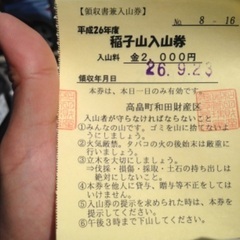 【領収書兼入山券】
No. 8-16
平成26年度
稲子山入山券
入山料 金2,000円
領収年月日 26.9.23
本券は、本日一日のみ有効です。
高畠町和田財産区
入山者が守らなければならないこと
①みんなの山です。ゴミを山に捨てないようにしましょう。
②火気厳禁。タバコの火の後始末は厳重に行いましょう。
③立木を大切にしましょう。
⇒伐採・損傷・採取・土石の持ち出しは絶対にしないこと。
④本券を他人に貸与、贈与等不正をしてはいけません。
⑤入山券の提示を求められた時は、本券を提示してください。
⑥午後3時まで下山してください。